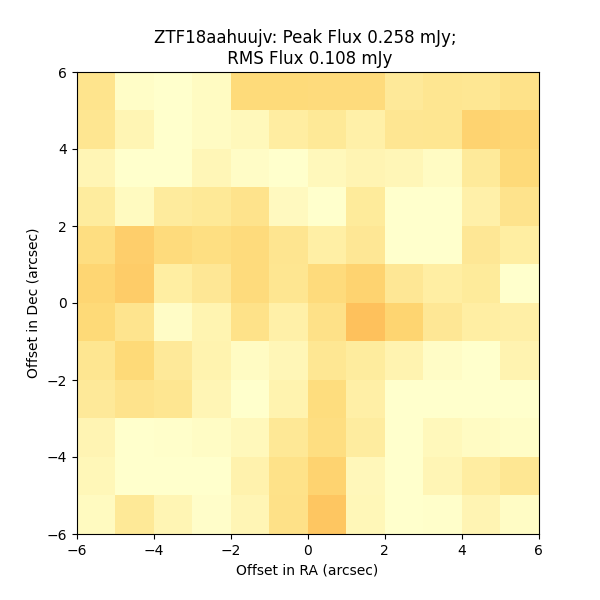 ZTF18aahuujv: Peak Flux 0.258 mJy;
RMS Flux 0.108 mJy
6
4
2
0
−2
−4
−6
Offset in Dec (arcsec)
−6 −4 −2 0 2 4 6
Offset in RA (arcsec)